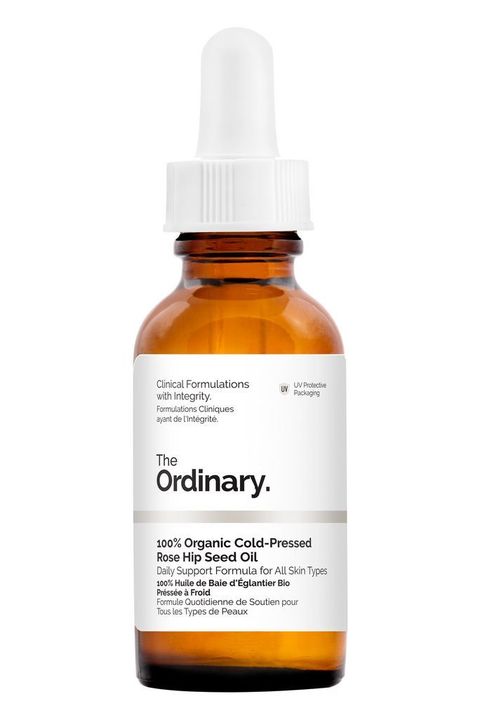 Clinical Formulations
with Integrity.
Formulations Cliniques
ayant de l'Intégrité.
UV
UV Protective
Packaging
The
Ordinary.
100% Organic Cold-Pressed
Rose Hip Seed Oil
Daily Support Formula for All Skin Types
100% Huile de Baie d'Églantier Bio
Préssée à Froid
Formule Quotidienne de Soutien pour
Tous les Types de Peaux